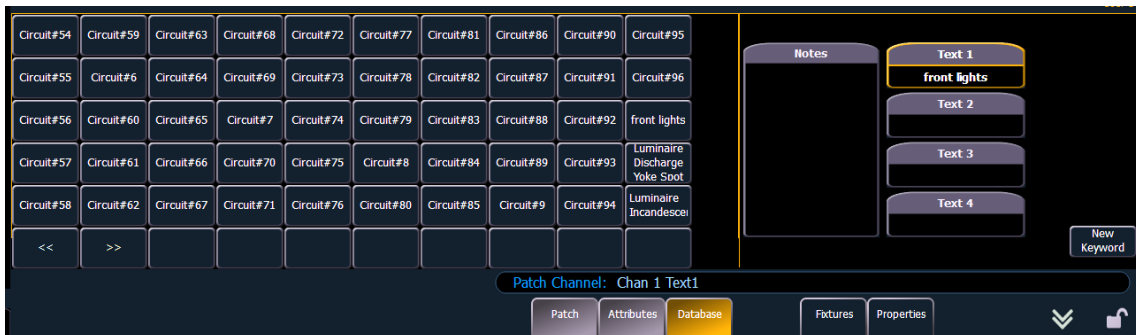 Circuit#54 Circuit#59 Circuit#63 Circuit#68 Circuit#72 Circuit#77 Circuit#81 Circuit#86 Circuit#90 Circuit#95
Circuit#55 Circuit#6 Circuit#64 Circuit#69 Circuit#73 Circuit#78 Circuit#82 Circuit#87 Circuit#91 Circuit#96
Circuit#56 Circuit#60 Circuit#65 Circuit#7 Circuit#74 Circuit#79 Circuit#83 Circuit#88 Circuit#92 front lights
Circuit#57 Circuit#61 Circuit#66 Circuit#70 Circuit#75 Circuit#8 Circuit#84 Circuit#89 Circuit#93 Luminaire
Discharge
Yoke Spot
Circuit#58 Circuit#62 Circuit#67 Circuit#71 Circuit#76 Circuit#80 Circuit#85 Circuit#9 Circuit#94 Luminaire
Incandescen
<< >>
Notes
Text 1
front lights
Text 2
Text 3
Text 4
New
Keyword
Patch Channel: Chan 1 Text1
Patch Attributes Database Fixtures Properties